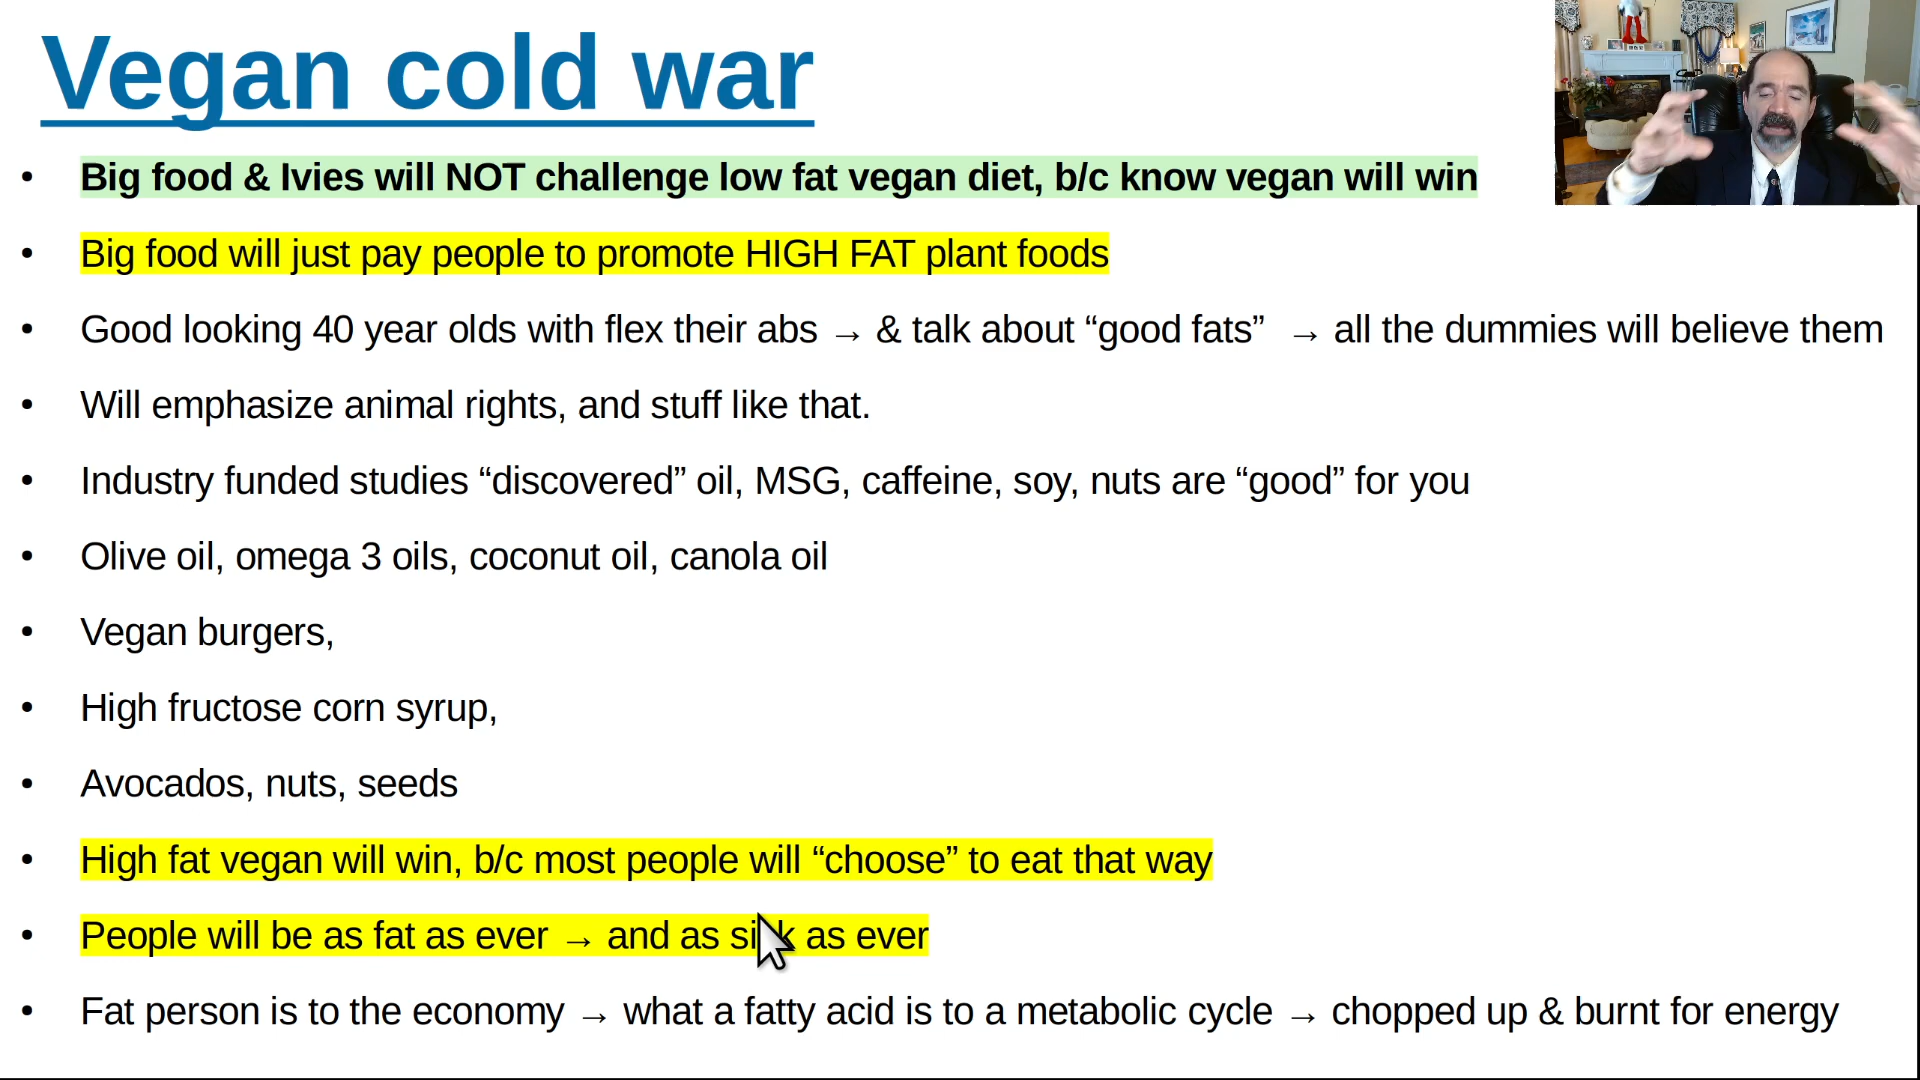 Vegan cold war
• Big food & Ivies will NOT challenge low fat vegan diet, b/c know vegan will win
• Big food will just pay people to promote HIGH FAT plant foods
• Good looking 40 year olds with flex their abs → & talk about “good fats” → all the dummies will believe them
• Will emphasize animal rights, and stuff like that.
• Industry funded studies “discovered” oil, MSG, caffeine, soy, nuts are “good” for you
• Olive oil, omega 3 oils, coconut oil, canola oil
• Vegan burgers,
• High fructose corn syrup,
• Avocados, nuts, seeds
• High fat vegan will win, b/c most people will “choose” to eat that way
• People will be as fat as ever → and as sick as ever
• Fat person is to the economy → what a fatty acid is to a metabolic cycle → chopped up & burnt for energy